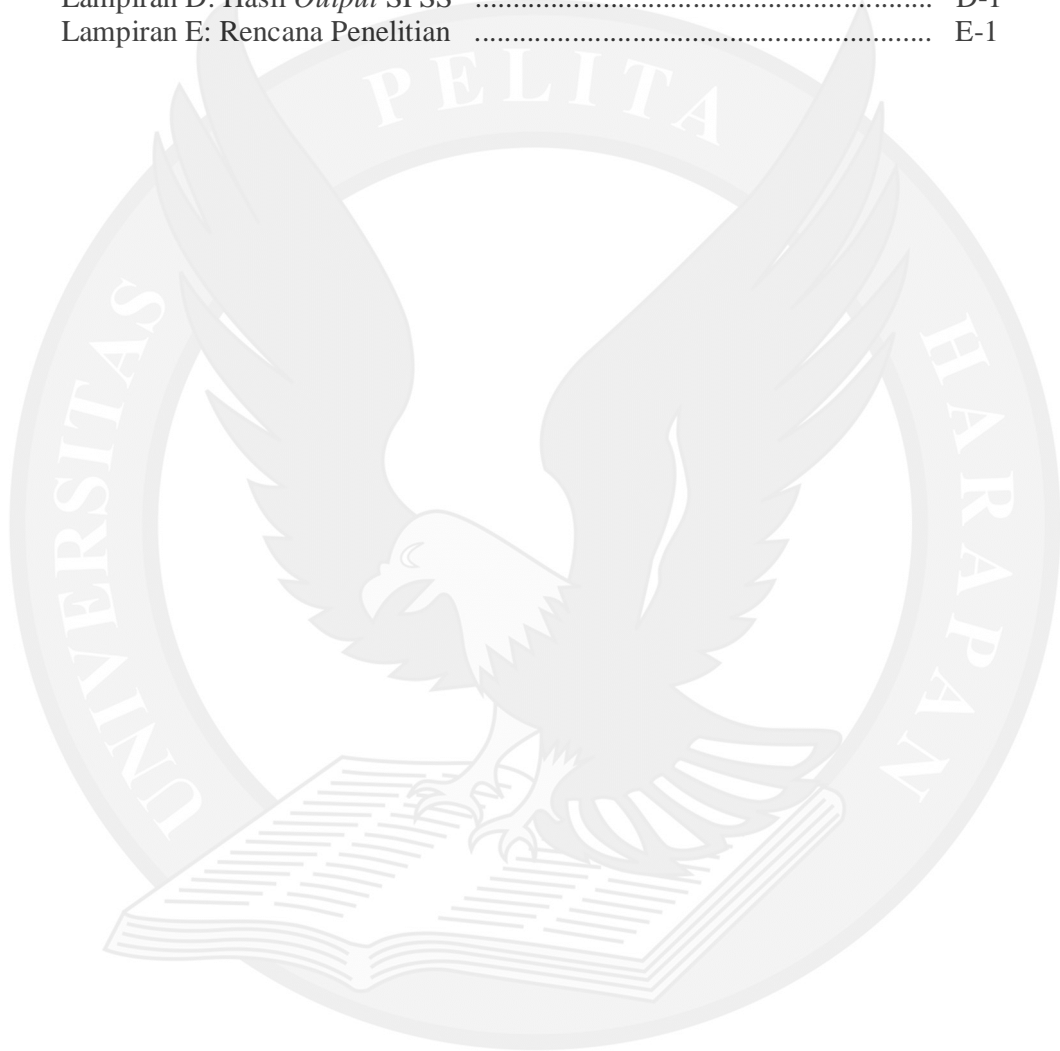 Lampiran D: Hasil Output SPSS ............................................................. D-1
Lampiran E: Rencana Penelitian ............................................................. E-1
PELITA
UNIVERSITAS
HARAPAN